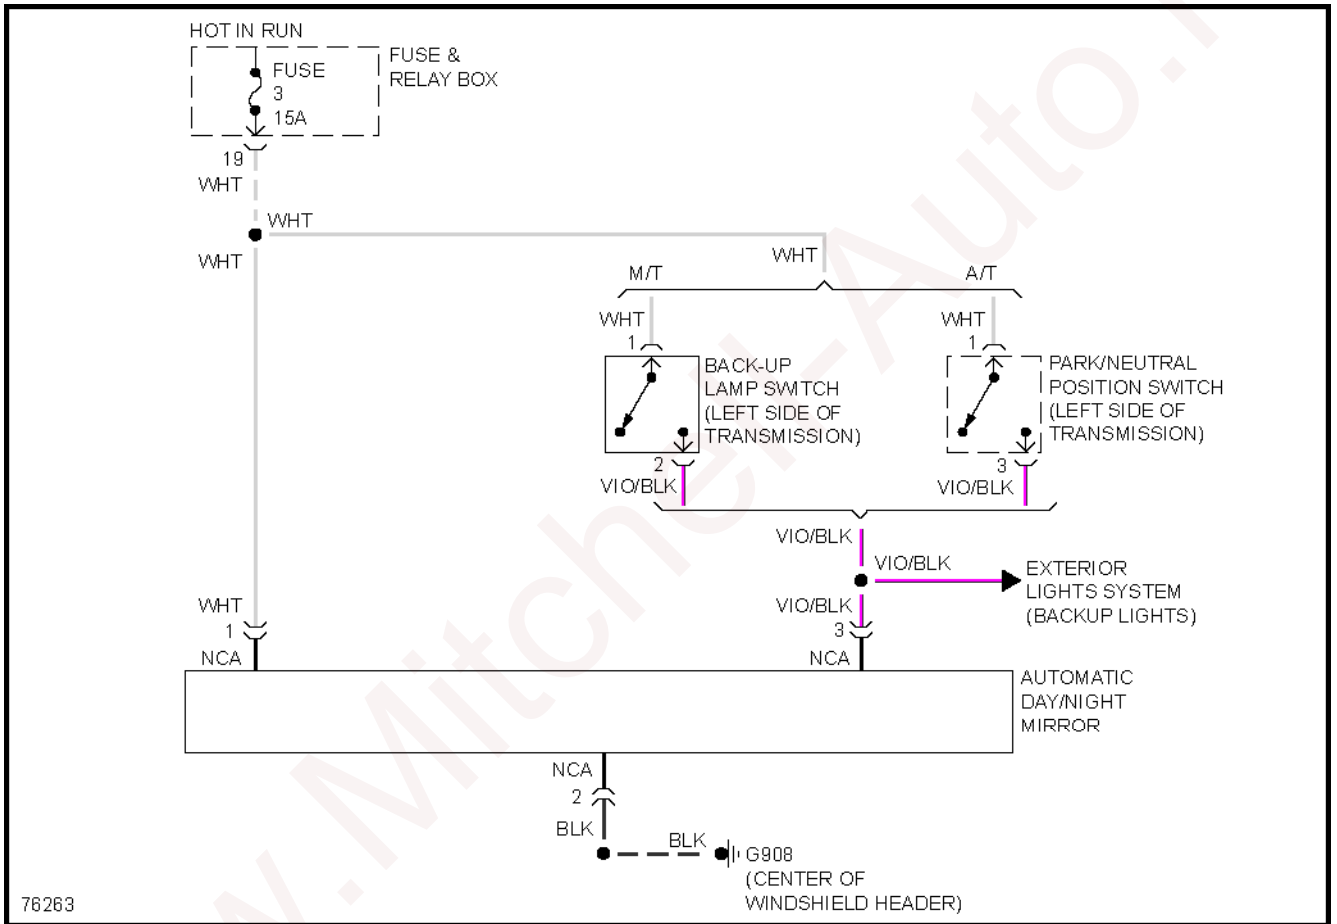 HOT IN RUN
FUSE &
RELAY BOX
FUSE
3
15A
19
WHT
WHT
WHT
WHT
M/T
A/T
WHT
1
WHT
1
BACK-UP
LAMP SWITCH
(LEFT SIDE OF
TRANSMISSION)
PARK/NEUTRAL
POSITION SWITCH
(LEFT SIDE OF
TRANSMISSION)
2
VIO/BLK
3
VIO/BLK
VIO/BLK
VIO/BLK
EXTERIOR
LIGHTS SYSTEM
(BACKUP LIGHTS)
WHT
1
NCA
VIO/BLK
3
NCA
AUTOMATIC
DAY/NIGHT
MIRROR
NCA
2
BLK
BLK
G908
(CENTER OF
WINDSHIELD HEADER)
76263